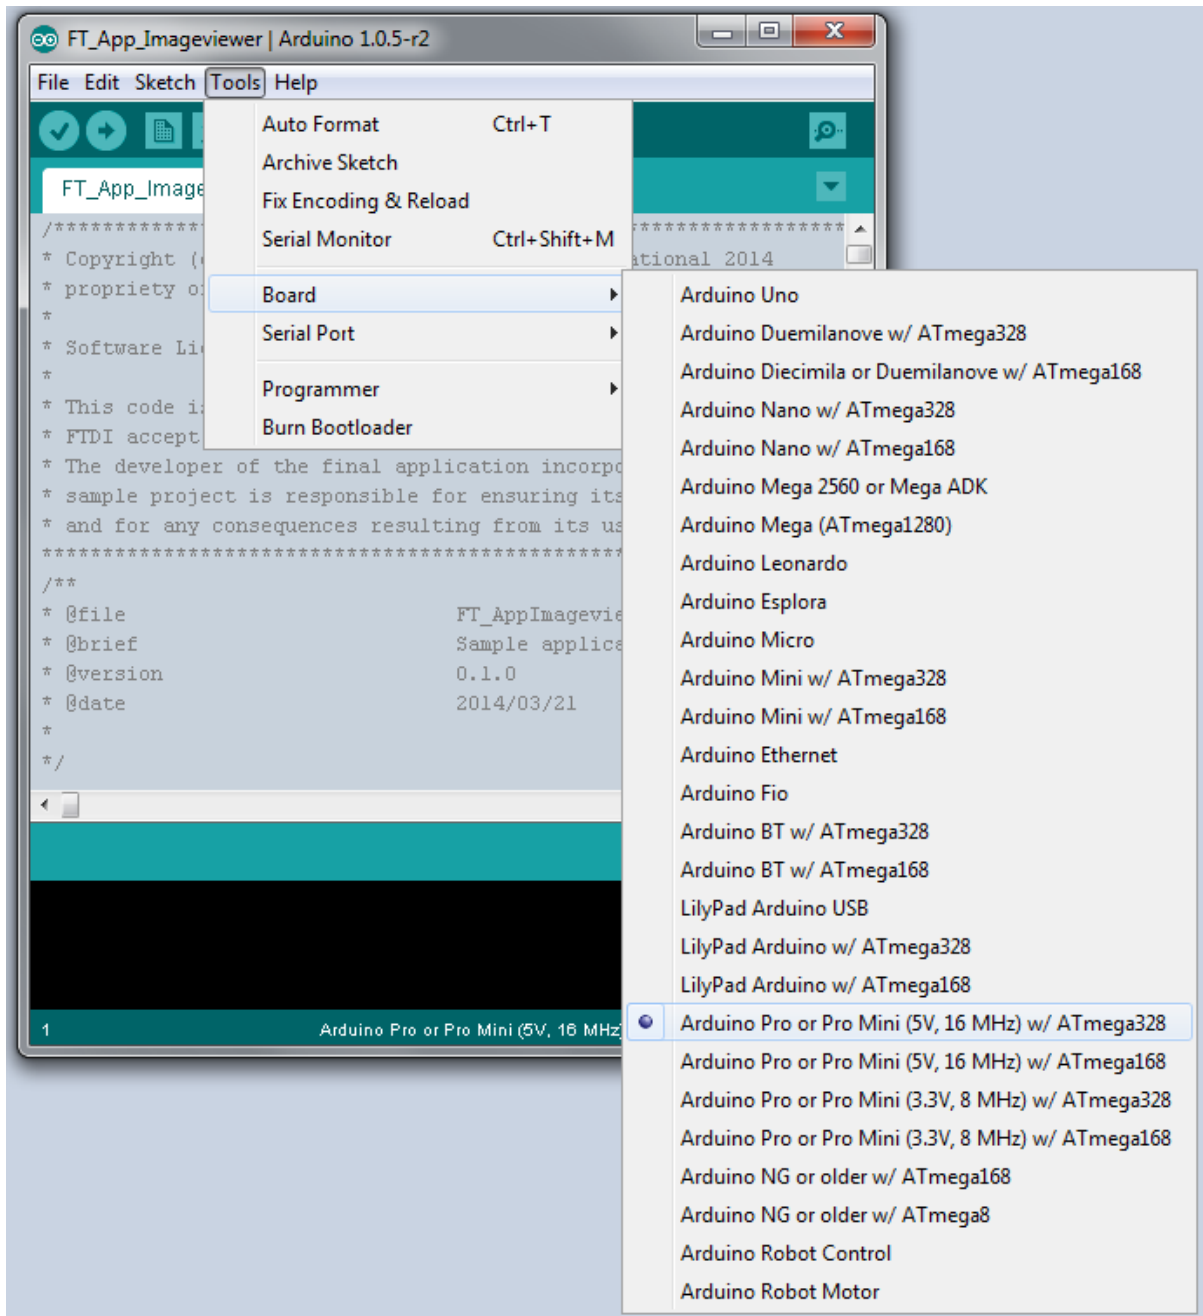 FT_App_Imageviewer | Arduino 1.0.5-r2
File Edit Sketch Tools Help
Auto Format Ctrl+T
Archive Sketch
Fix Encoding & Reload
Serial Monitor Ctrl+Shift+M
Board
Serial Port
Programmer
Burn Bootloader
FT_App_Image
/************
* Copyright ational 2014
* propriety
*
* Software
*
* This code
* FTDI accept
* The developer of the final application
* sample project is responsible for ensuring its
* and for any consequences resulting from its
************************************************
/**
* @file
* @brief Sample
* @version 0.1.0
* @date 2014/03/21
*
*/
1 Arduino Pro or Pro Mini (5V, 16 MHz)
Arduino Uno
Arduino Duemilanove w/ ATmega328
Arduino Diecimila or Duemilanove w/ ATmega168
Arduino Nano w/ ATmega328
Arduino Nano w/ ATmega168
Arduino Mega 2560 or Mega ADK
Arduino Mega (ATmega1280)
Arduino Leonardo
Arduino Esplora
Arduino Micro
Arduino Mini w/ ATmega328
Arduino Mini w/ ATmega168
Arduino Ethernet
Arduino Fio
Arduino BT w/ ATmega328
Arduino BT w/ ATmega168
LilyPad Arduino USB
LilyPad Arduino w/ ATmega328
LilyPad Arduino w/ ATmega168
Arduino Pro or Pro Mini (5V, 16 MHz) w/ ATmega328
Arduino Pro or Pro Mini (5V, 16 MHz) w/ ATmega168
Arduino Pro or Pro Mini (3.3V, 8 MHz) w/ ATmega328
Arduino Pro or Pro Mini (3.3V, 8 MHz) w/ ATmega168
Arduino NG or older w/ ATmega168
Arduino NG or older w/ ATmega8
Arduino Robot Control
Arduino Robot Motor